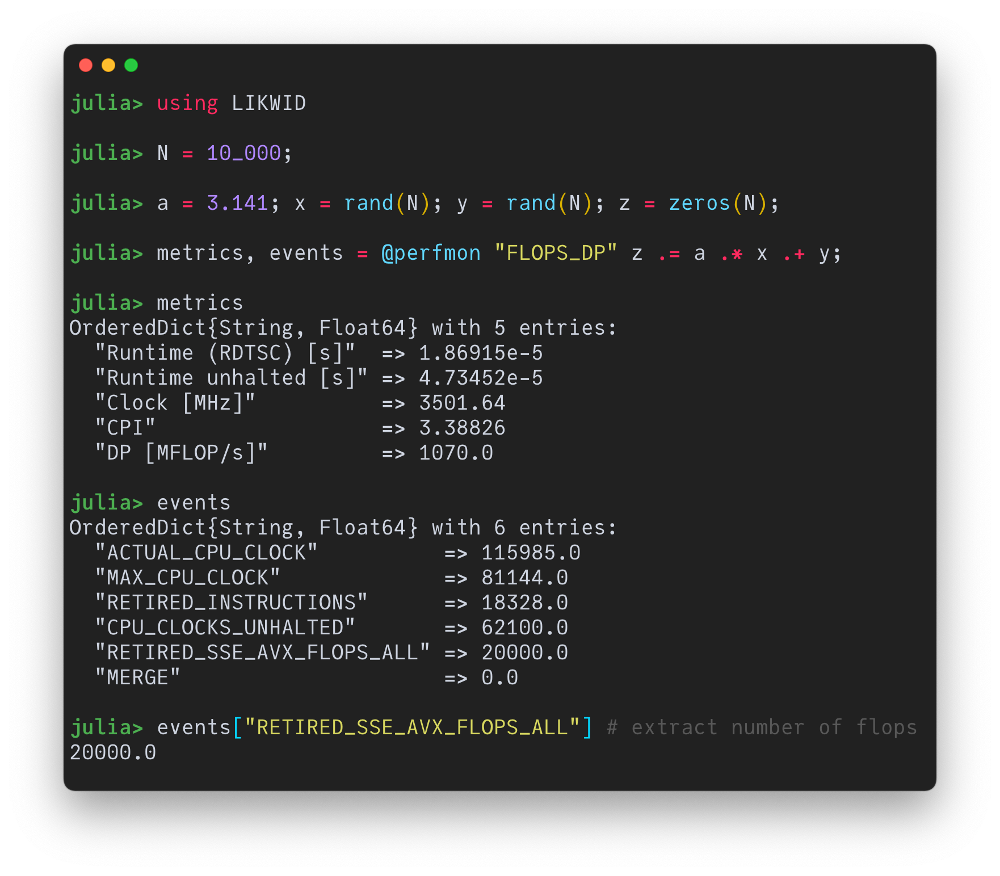 julia> using LIKWID
julia> N = 10_000;
julia> a = 3.141; x = rand(N); y = rand(N); z = zeros(N);
julia> metrics, events = @perfmon "FLOPS_DP" z .= a .* x .+ y;
julia> metrics
OrderedDict{String, Float64} with 5 entries:
  "Runtime (RDTSC) [s]"  => 1.86915e-5
  "Runtime unhalted [s]" => 4.73452e-5
  "Clock [MHz]"          => 3501.64
  "CPI"                  => 3.38826
  "DP [MFLOP/s]"         => 1070.0
julia> events
OrderedDict{String, Float64} with 6 entries:
  "ACTUAL_CPU_CLOCK"          => 115985.0
  "MAX_CPU_CLOCK"             => 81144.0
  "RETIRED_INSTRUCTIONS"      => 18328.0
  "CPU_CLOCKS_UNHALTED"       => 62100.0
  "RETIRED_SSE_AVX_FLOPS_ALL" => 20000.0
  "MERGE"                     => 0.0
julia> events["RETIRED_SSE_AVX_FLOPS_ALL"] # extract number of flops
20000.0